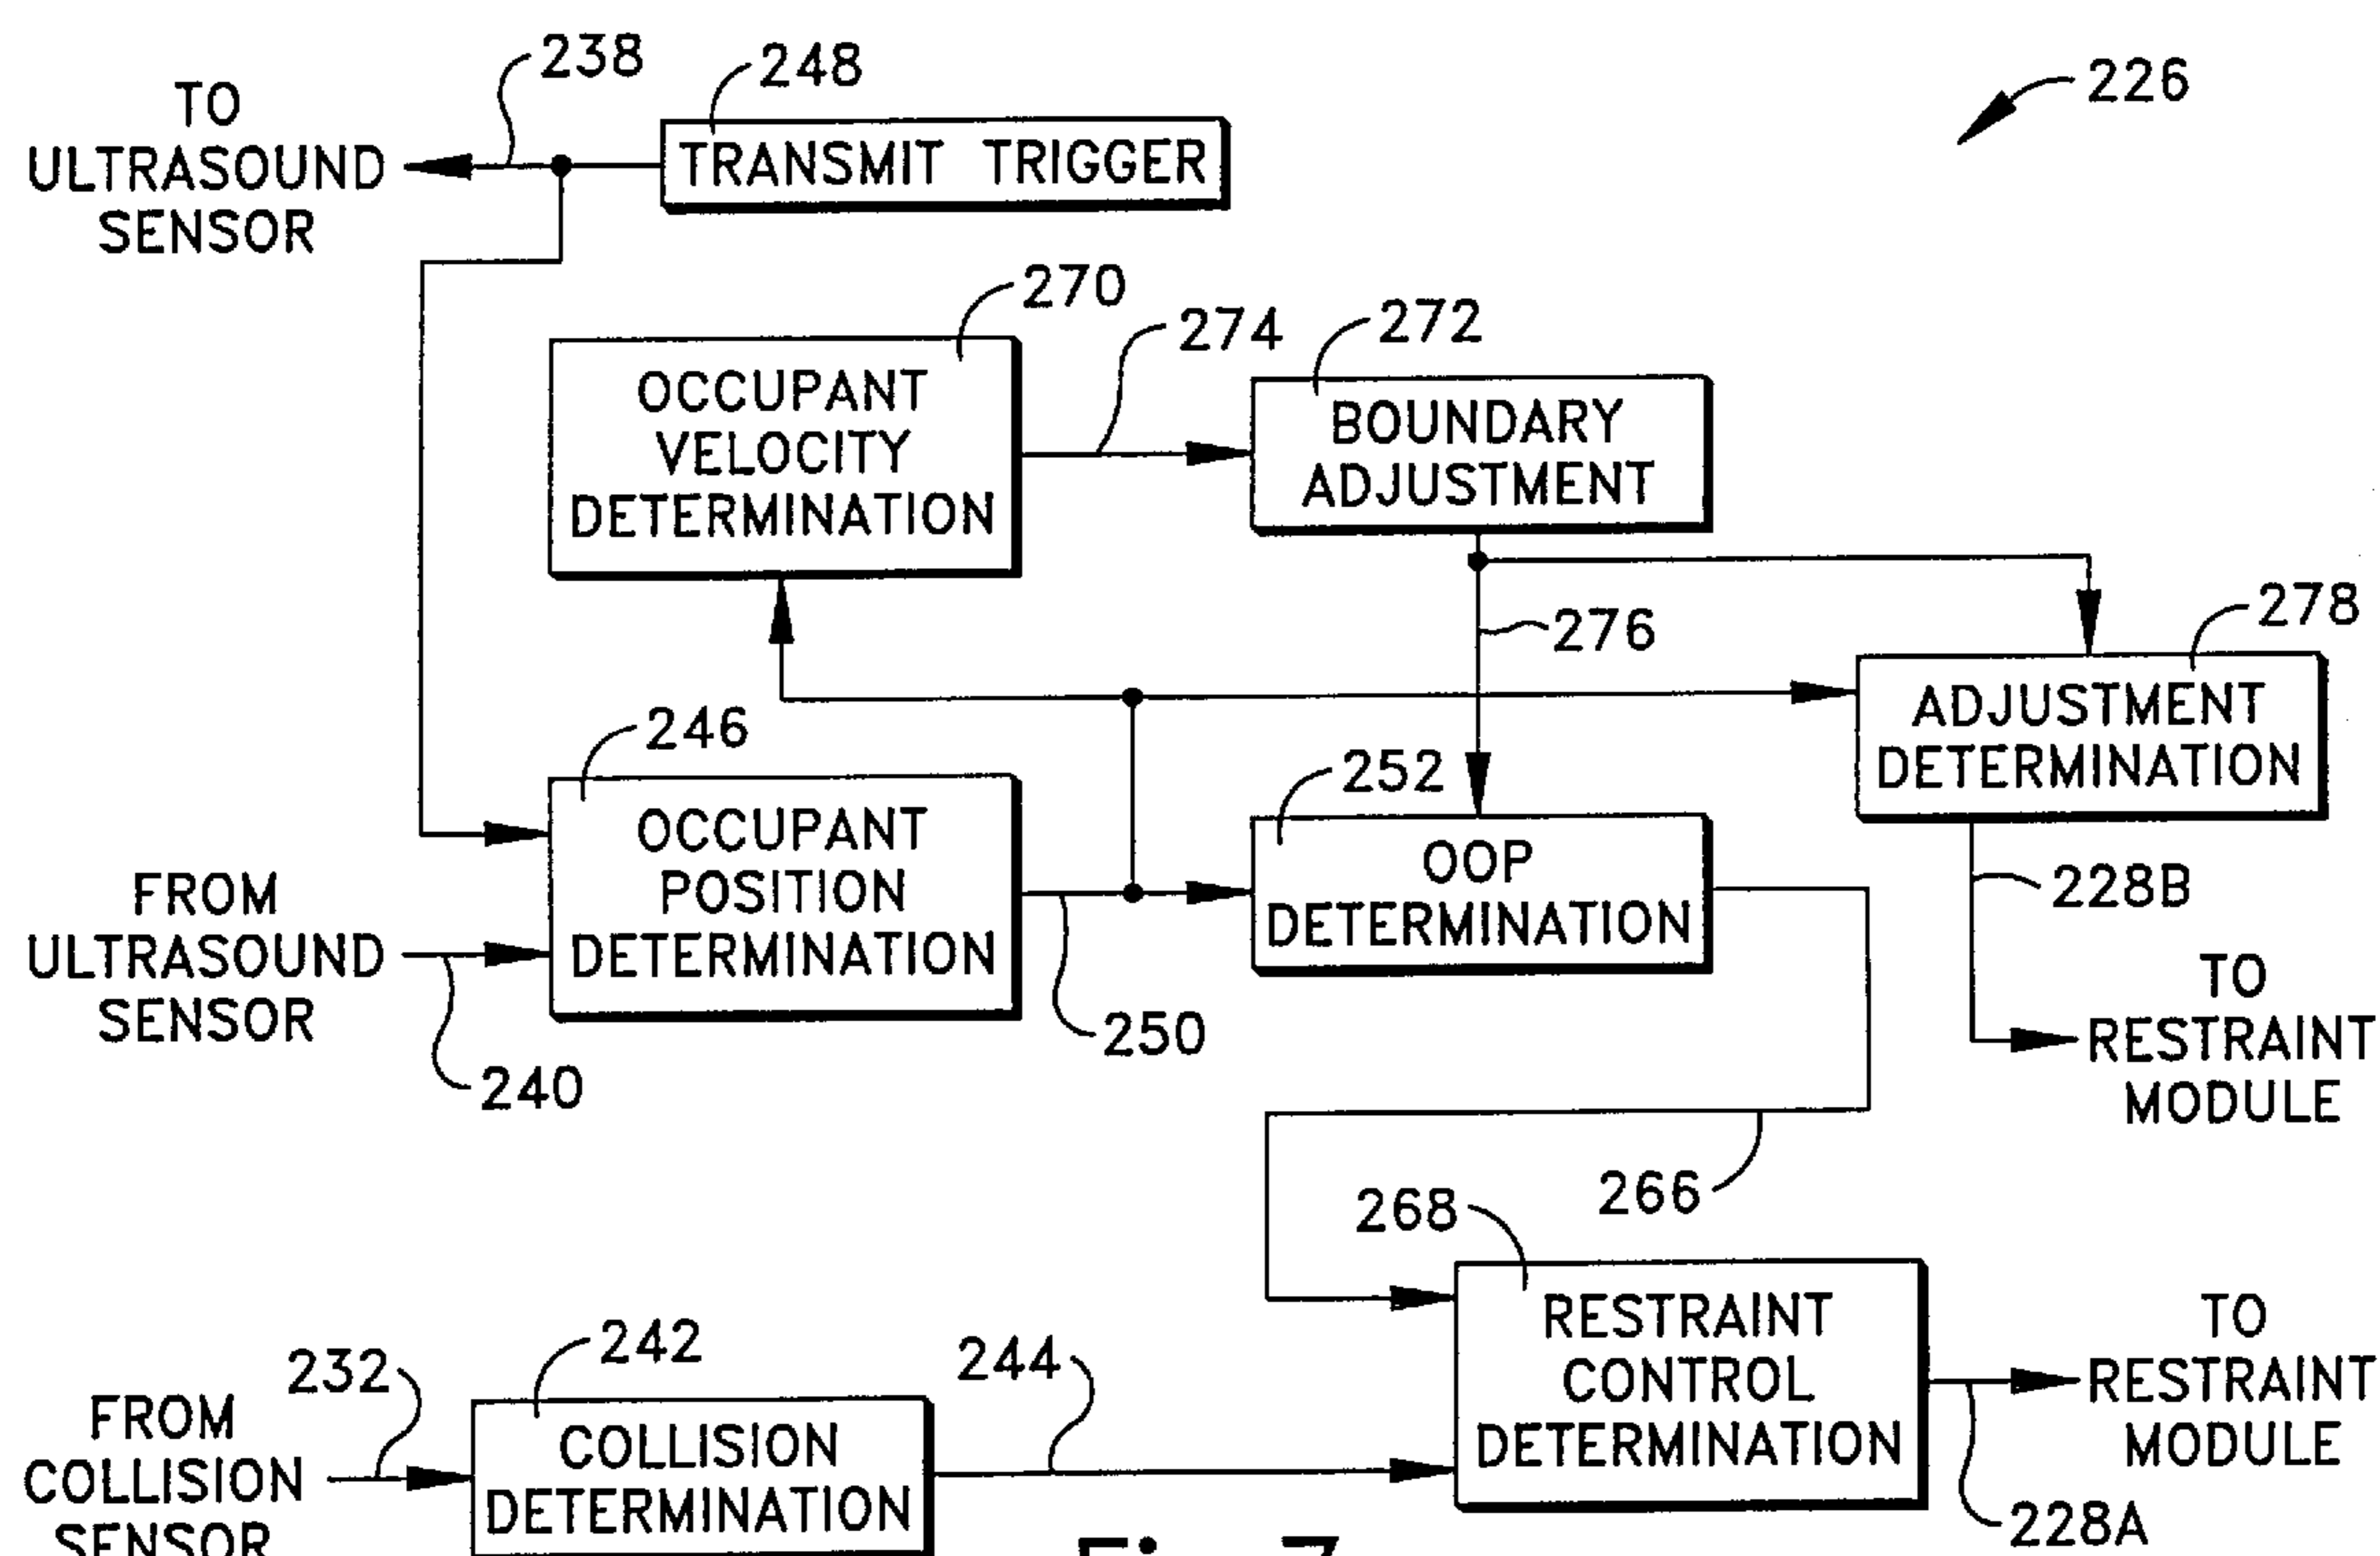 238
248
226
TO
ULTRASOUND
SENSOR
TRANSMIT TRIGGER
270
274
272
OCCUPANT
VELOCITY
DETERMINATION
BOUNDARY
ADJUSTMENT
276
278
ADJUSTMENT
DETERMINATION
246
252
OCCUPANT
POSITION
DETERMINATION
OOP
DETERMINATION
228B
FROM
ULTRASOUND
SENSOR
240
250
TO
RESTRAINT
MODULE
266
268
RESTRAINT
CONTROL
DETERMINATION
TO
RESTRAINT
MODULE
228A
232
242
244
FROM
COLLISION
SENSOR
COLLISION
DETERMINATION